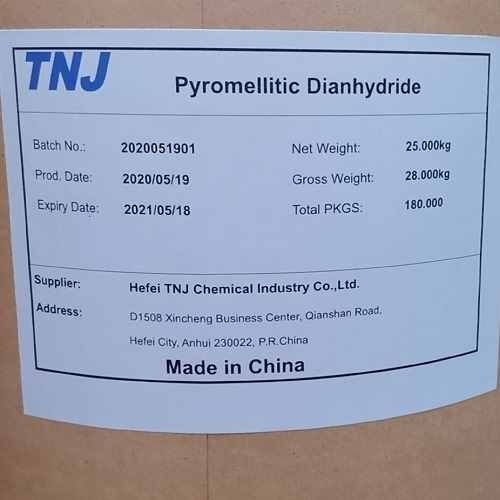 TNJ
Pyromellitic Dianhydride
Batch No.: 2020051901 Net Weight: 25.000kg
Prod. Date: 2020/05/19 Gross Weight: 28.000kg
Expiry Date: 2021/05/18 Total PKGS: 180.000
Supplier: Hefei TNJ Chemical Industry Co.,Ltd.
Address: D1508 Xincheng Business Center, Qianshan Road,
Hefei City, Anhui 230022, P.R.China
Made in China